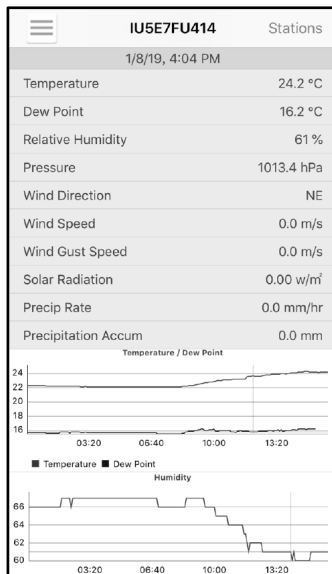 IU5E7FU414 Stations
1/8/19, 4:04 PM
Temperature 24.2 °C
Dew Point 16.2 °C
Relative Humidity 61 %
Pressure 1013.4 hPa
Wind Direction NE
Wind Speed 0.0 m/s
Wind Gust Speed 0.0 m/s
Solar Radiation 0.00 w/m²
Precip Rate 0.0 mm/hr
Precipitation Accum 0.0 mm
Temperature / Dew Point
24
22
20
18
16
03:20 06:40 10:00 13:20
Temperature Dew Point
Humidity
66
64
62
60
03:20 06:40 10:00 13:20